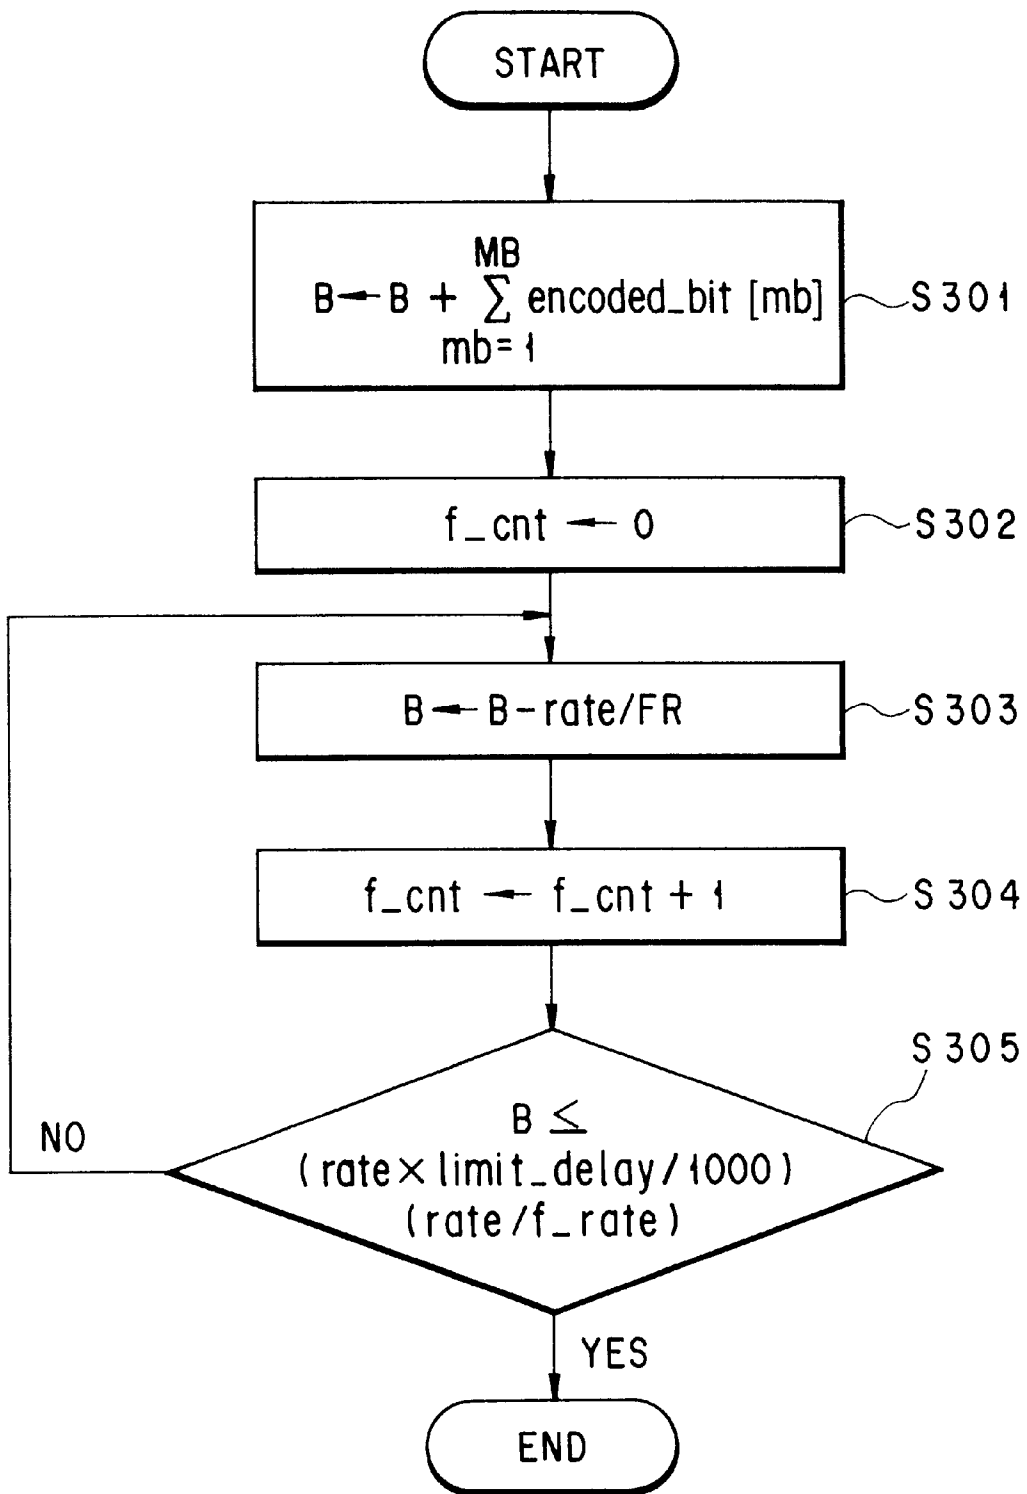 START
MB
B ← B + ∑ encoded_bit [mb]
mb=1
S301
f_cnt ← 0
S302
B ← B-rate/FR
S303
f_cnt ← f_cnt + 1
S304
S305
B ≤
(rate×limit_delay/1000)
(rate/f_rate)
NO
YES
END